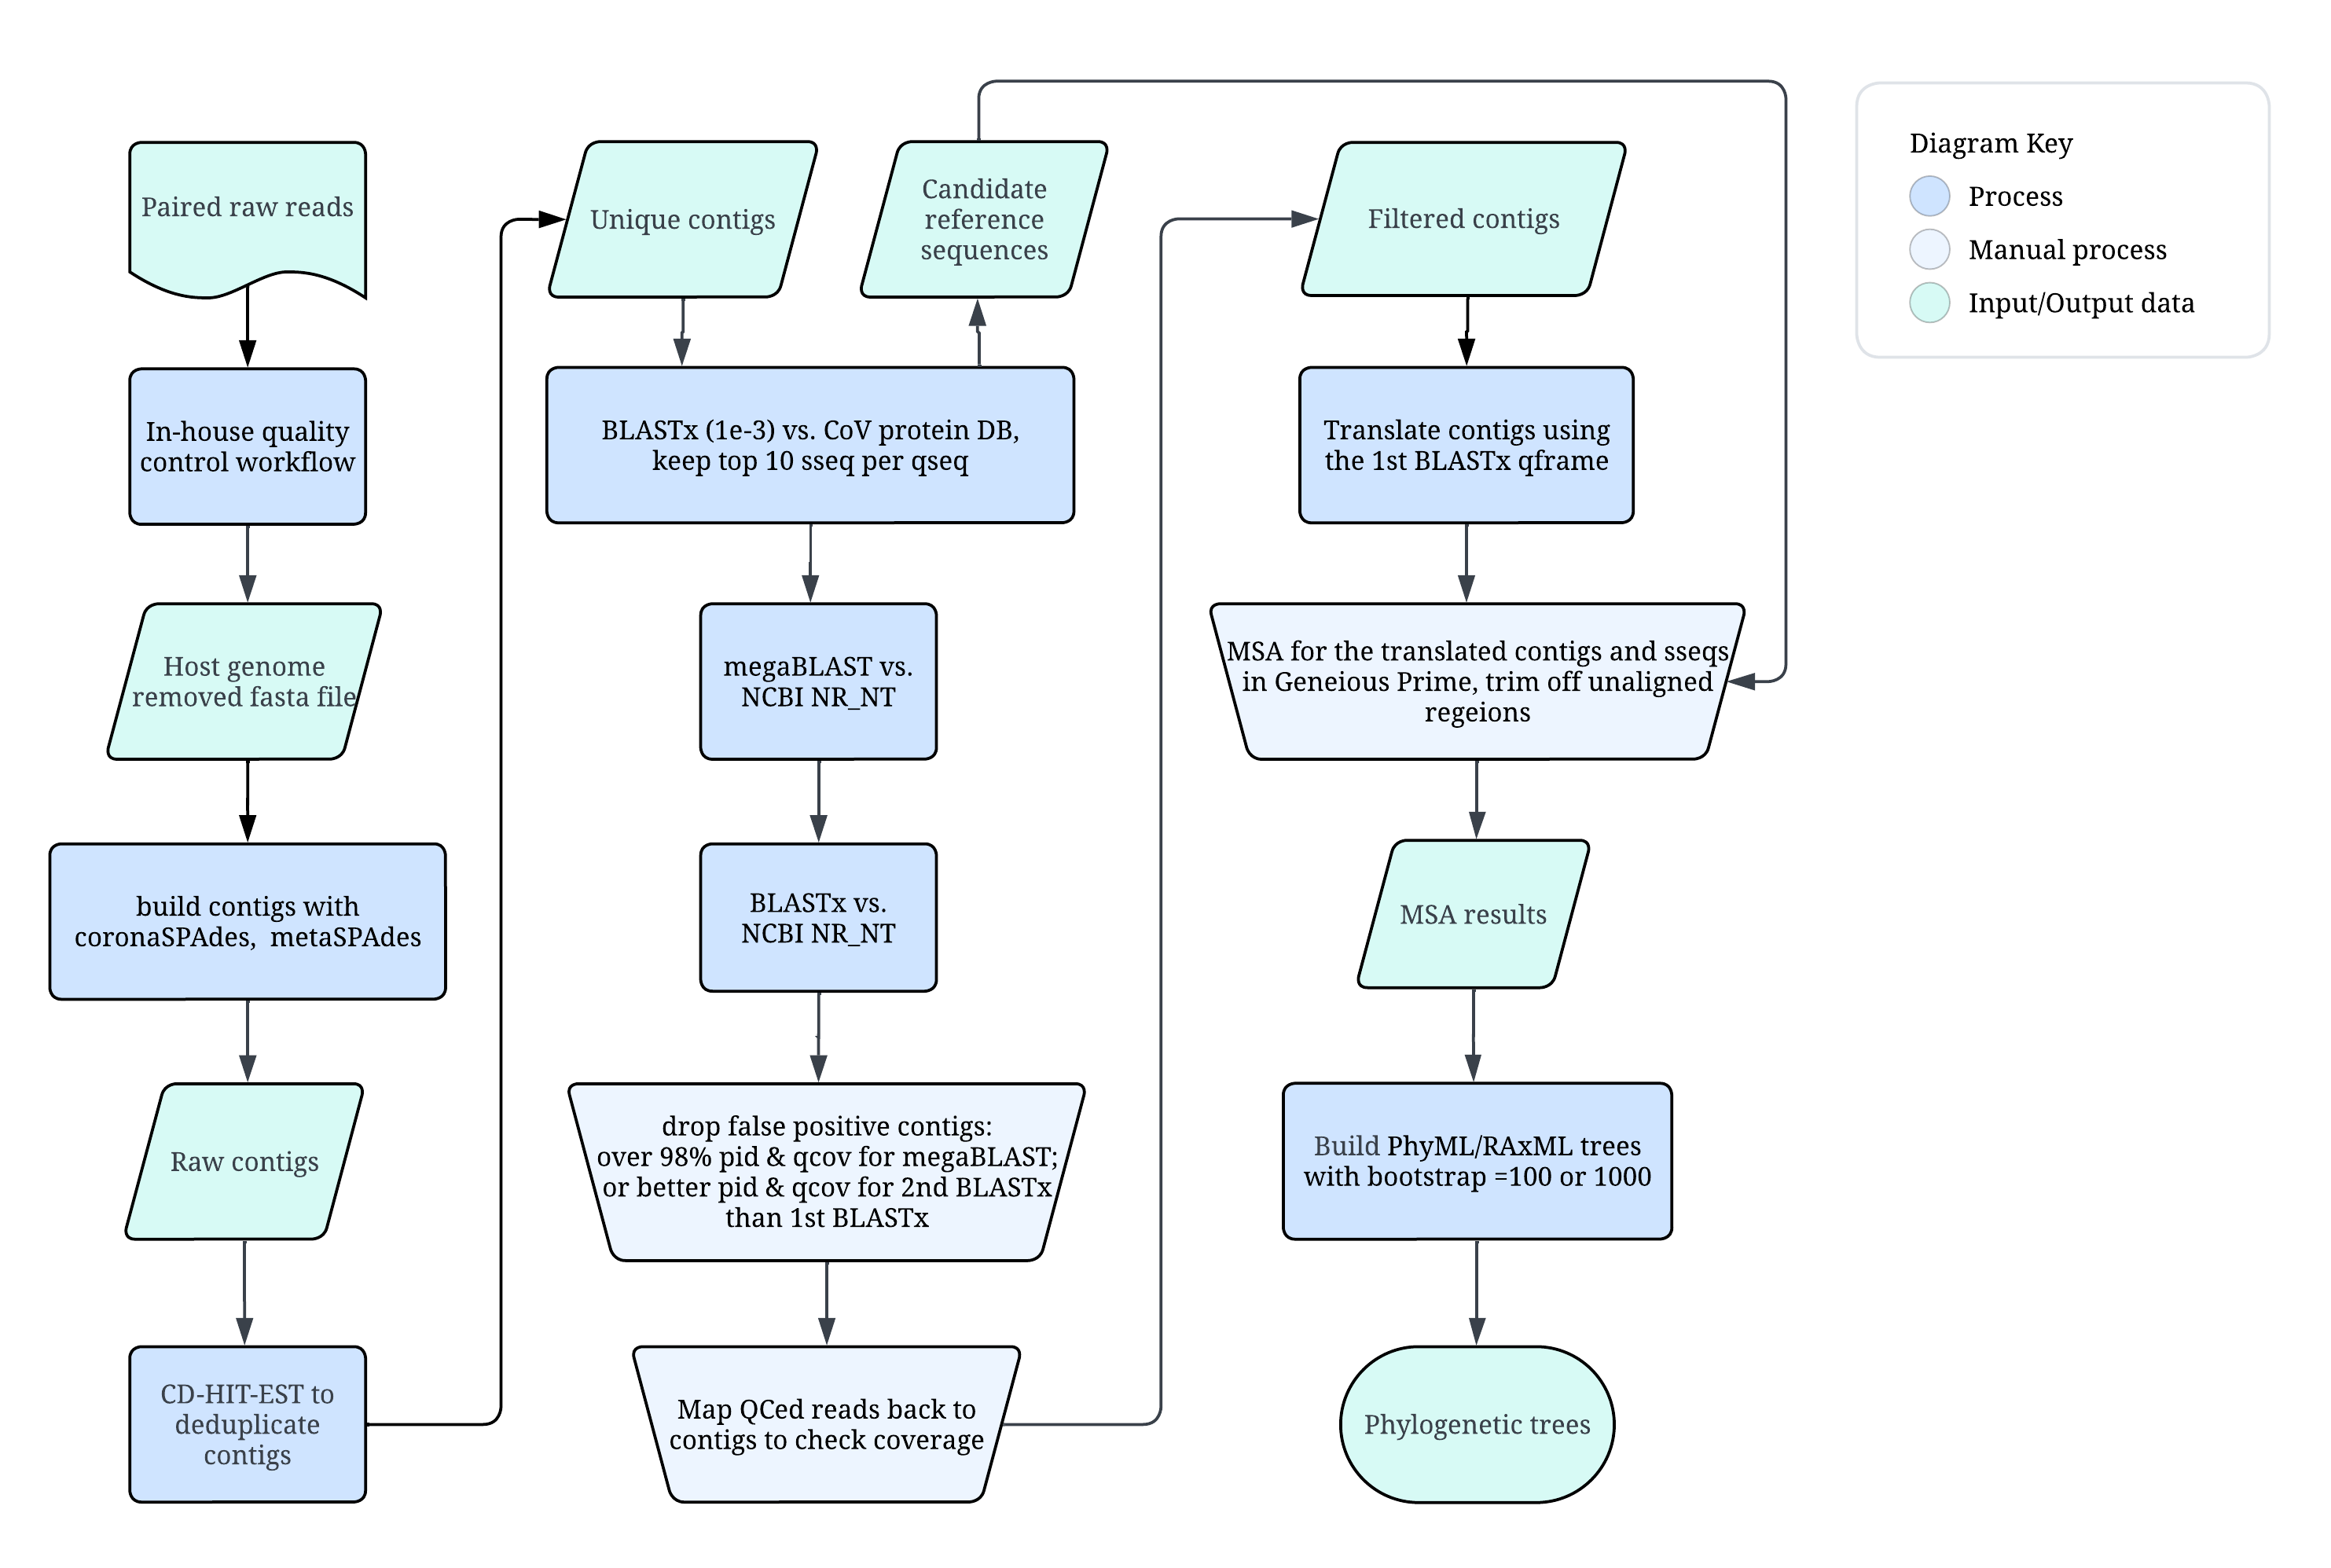 Paired raw reads
In-house quality
control workflow
Host genome
removed fasta file
build contigs with
coronaSPAdes, metaSPAdes
Raw contigs
CD-HIT-EST to
deduplicate
contigs
Unique contigs
Candidate
reference
sequences
BLASTx (1e-3) vs. CoV protein DB,
keep top 10 sseq per qseq
megaBLAST vs.
NCBI NR_NT
BLASTx vs.
NCBI NR_NT
drop false positive contigs:
over 98% pid & qcov for megaBLAST;
or better pid & qcov for 2nd BLASTx
than 1st BLASTx
Map QCed reads back to
contigs to check coverage
Filtered contigs
Translate contigs using
the 1st BLASTx qframe
MSA for the translated contigs and sseqs
in Geneious Prime, trim off unaligned
regeions
MSA results
Build PhyML/RAxML trees
with bootstrap =100 or 1000
Phylogenetic trees
Diagram Key
Process
Manual process
Input/Output data